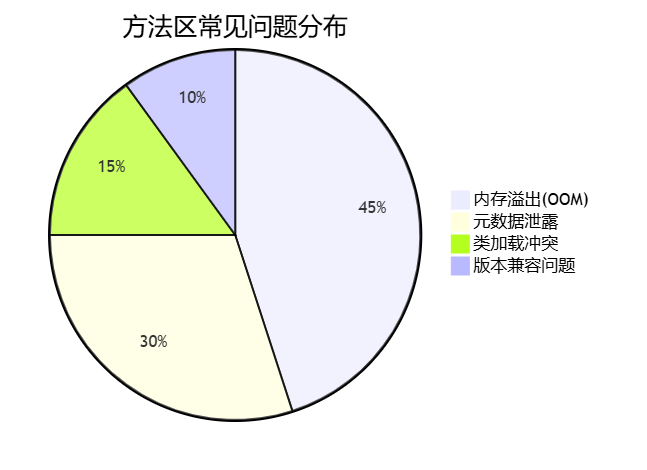 方法区常见问题分布
10%
15%
45%
30%
内存溢出(OOM)
元数据泄露
类加载冲突
版本兼容问题